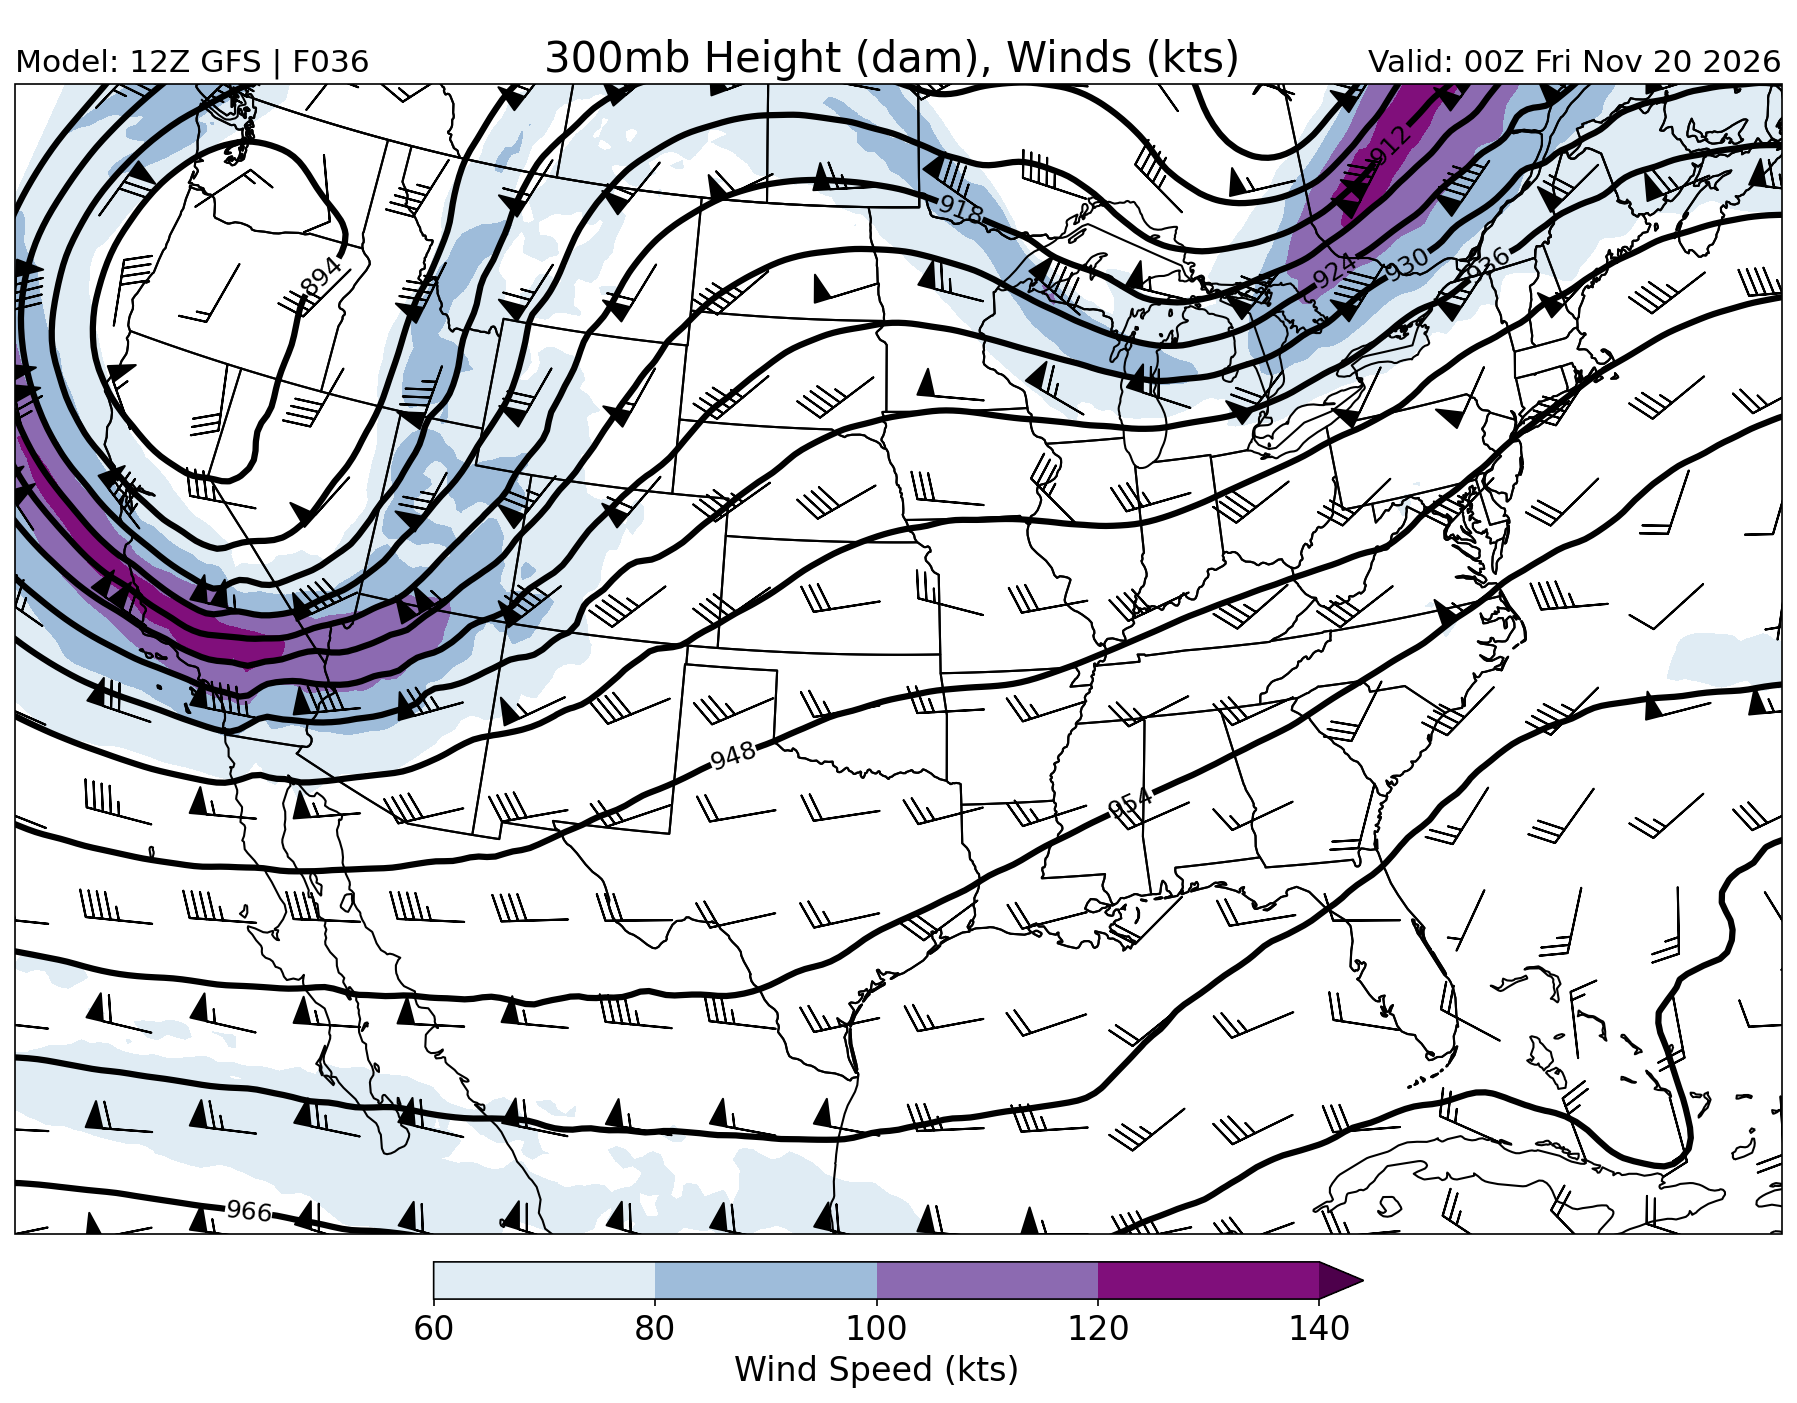 Model: 12Z GFS | F036
300mb Height (dam), Winds (kts)
Valid: 00Z Fri Nov 20 2026
912
918
894
924
930
936
948
954
966
60 80 100 120 140
Wind Speed (kts)